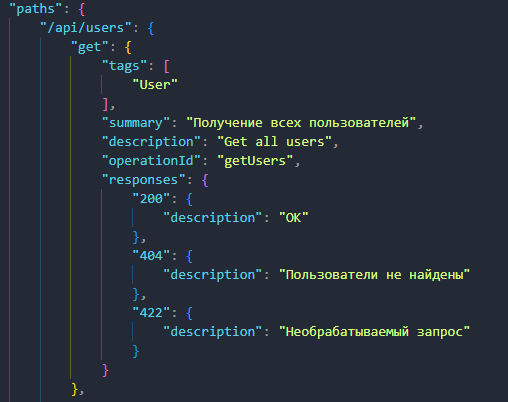 "paths": {
"/api/users": {
"get": {
"tags": [
"User"
],
"summary": "Получение всех пользователей",
"description": "Get all users",
"operationId": "getUsers",
"responses": {
"200": {
"description": "OK"
},
"404": {
"description": "Пользователи не найдены"
},
"422": {
"description": "Необрабатываемый запрос"
}
}
},